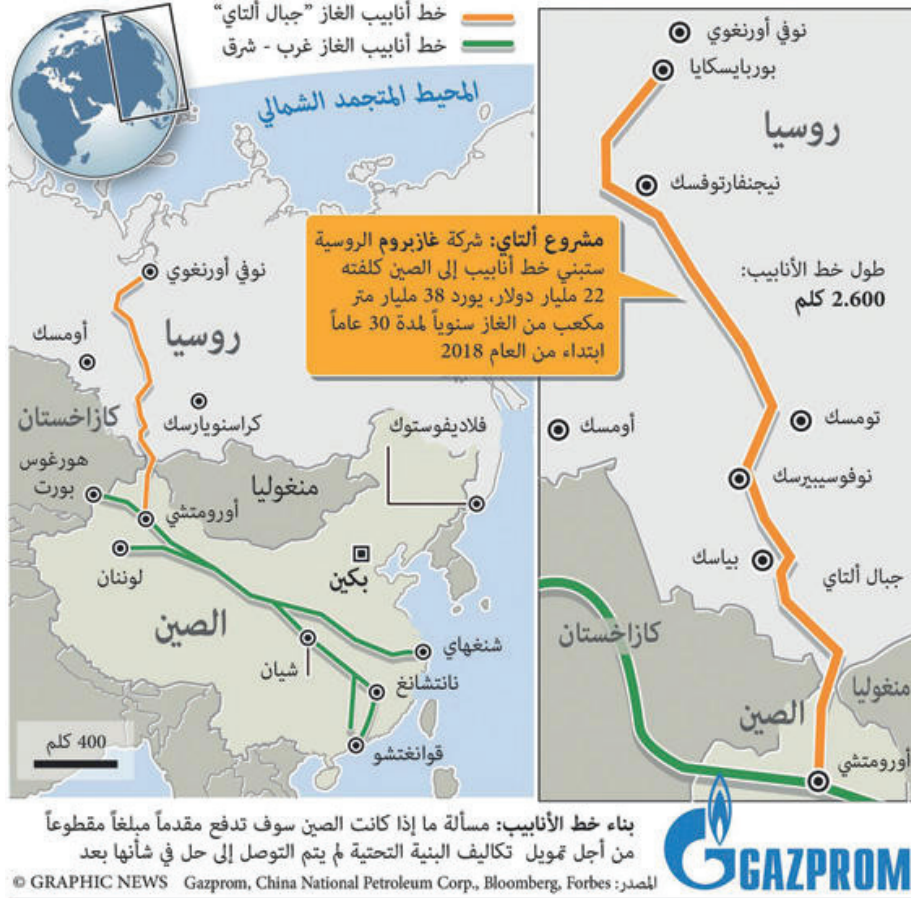 خط أنابيب الغاز "جبال ألتاي"
خط أنابيب الغاز غرب - شرق
المحيط المتجمد الشمالي
نوفي أورنغوي
روسيا
أومسك
كراسنويارسك
كازاخستان
هورغوس
بورت
أورومتشي
منغوليا
فلاديفوستوك
لوننان
بكين
الصين
شيان
شنغهاي
نانتشانغ
قوانغتشو
400 كلم
مشروع ألتاي: شركة غازبروم الروسية
ستبني خط أنابيب إلى الصين كلفته
22 مليار دولار، يورد 38 مليار متر
مكعب من الغاز سنوياً لمدة 30 عاماً
ابتداء من العام 2018
نوفي أورنغوي
بوربايسكايا
روسيا
نيجنفارتوفسك
طول خط الأنابيب:
2.600 كلم
تومسك
أومسك
نوفوسيبيرسك
بياسك
جبال ألتاي
كازاخستان
منغوليا
الصين
أورومتشي
بناء خط الأنابيب: مسألة ما إذا كانت الصين سوف تدفع مقدماً مبلغاً مقطوعاً
من أجل تمويل تكاليف البنية التحتية لم يتم التوصل إلى حل في شأنها بعد
GAZPROM
المصدر: Gazprom, China National Petroleum Corp., Bloomberg, Forbes
© GRAPHIC NEWS